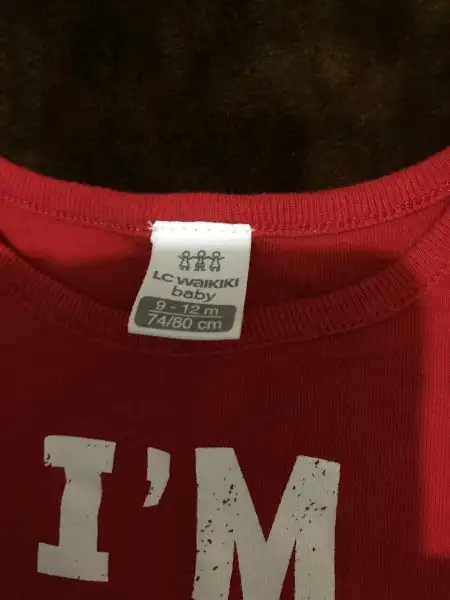 LC WAIKIKI
baby
9 - 12 m
74/80 cm
I'M